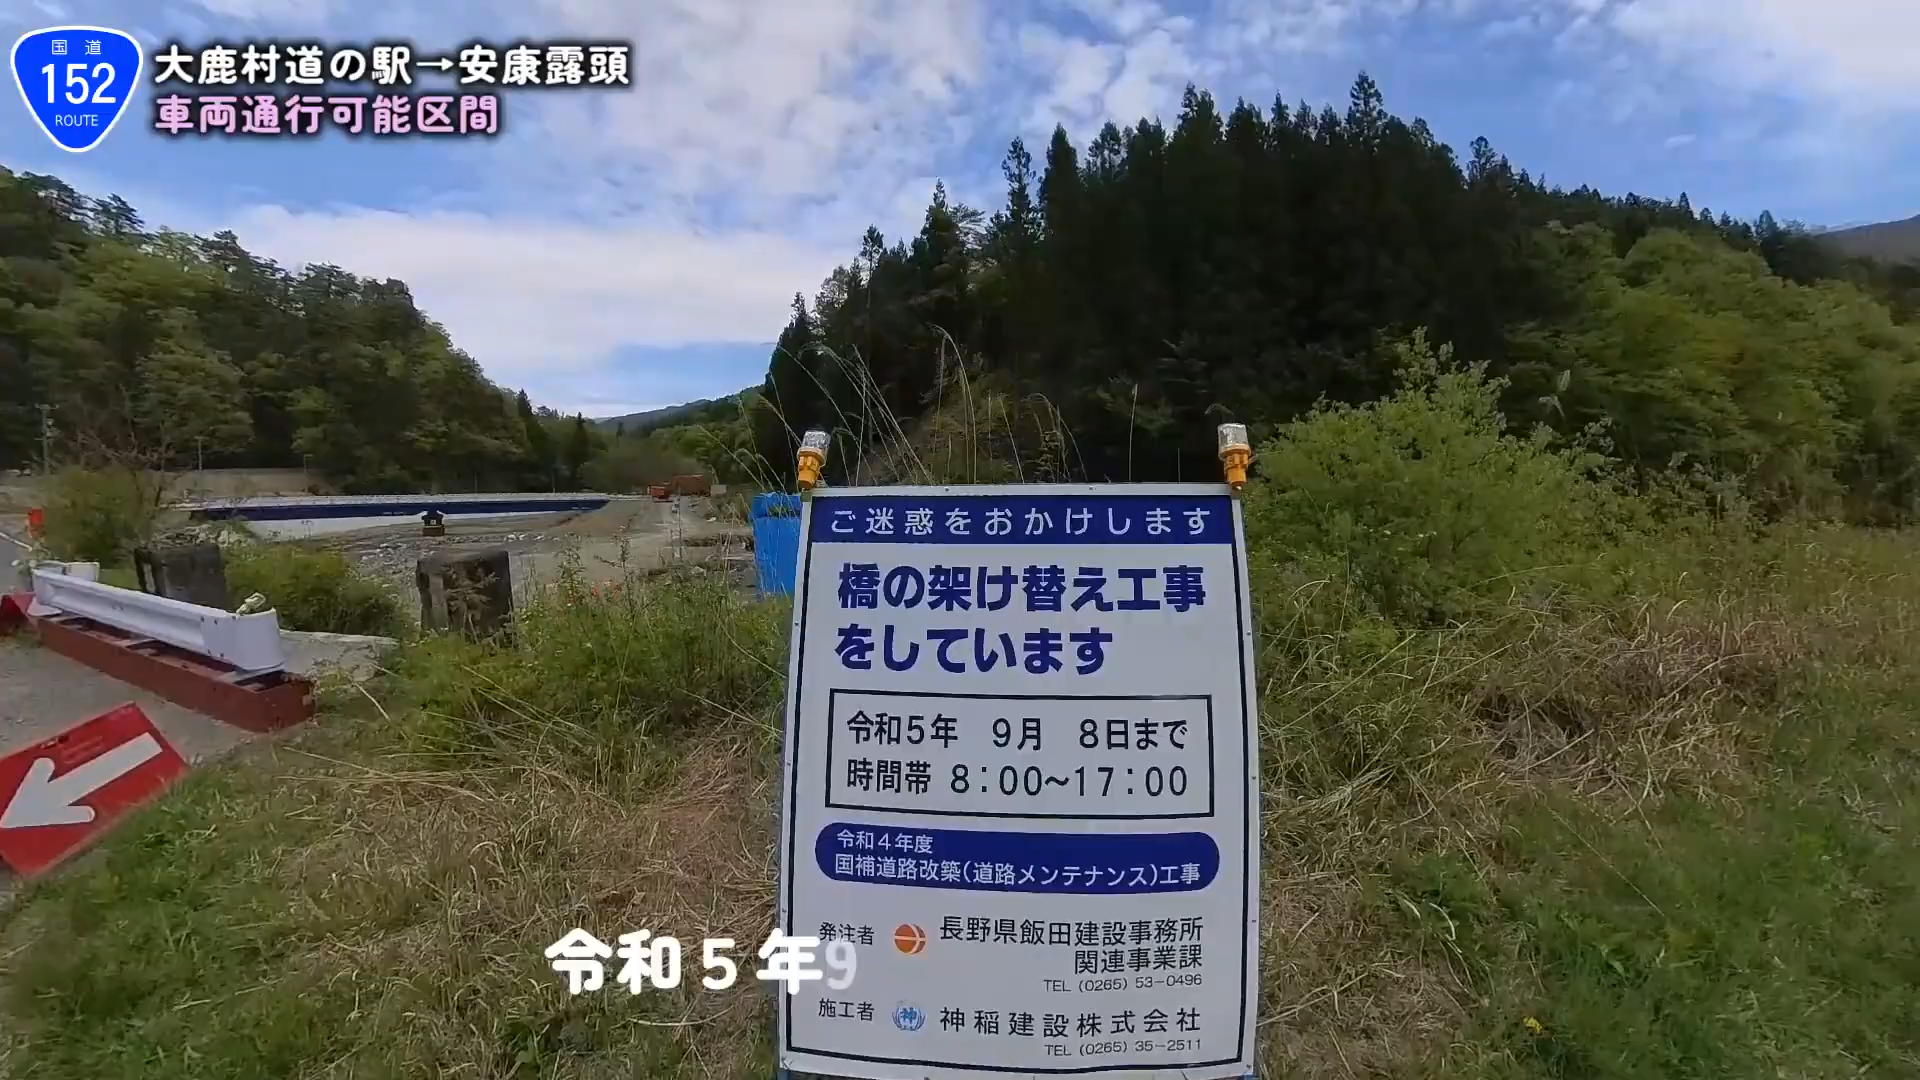 国道
152
ROUTE
大鹿村道の駅→安康露頭
車両通行可能区間
ご迷惑をおかけします
橋の架け替え工事
をしています
令和5年 9月 8日まで
時間帯 8:00~17:00
令和4年度
国補道路改築(道路メンテナンス)工事
発注者 長野県飯田建設事務所
関連事業課
TEL (0265) 53-0496
施工者 神 神稲建設株式会社
TEL (0265) 35-2511
令和5年9